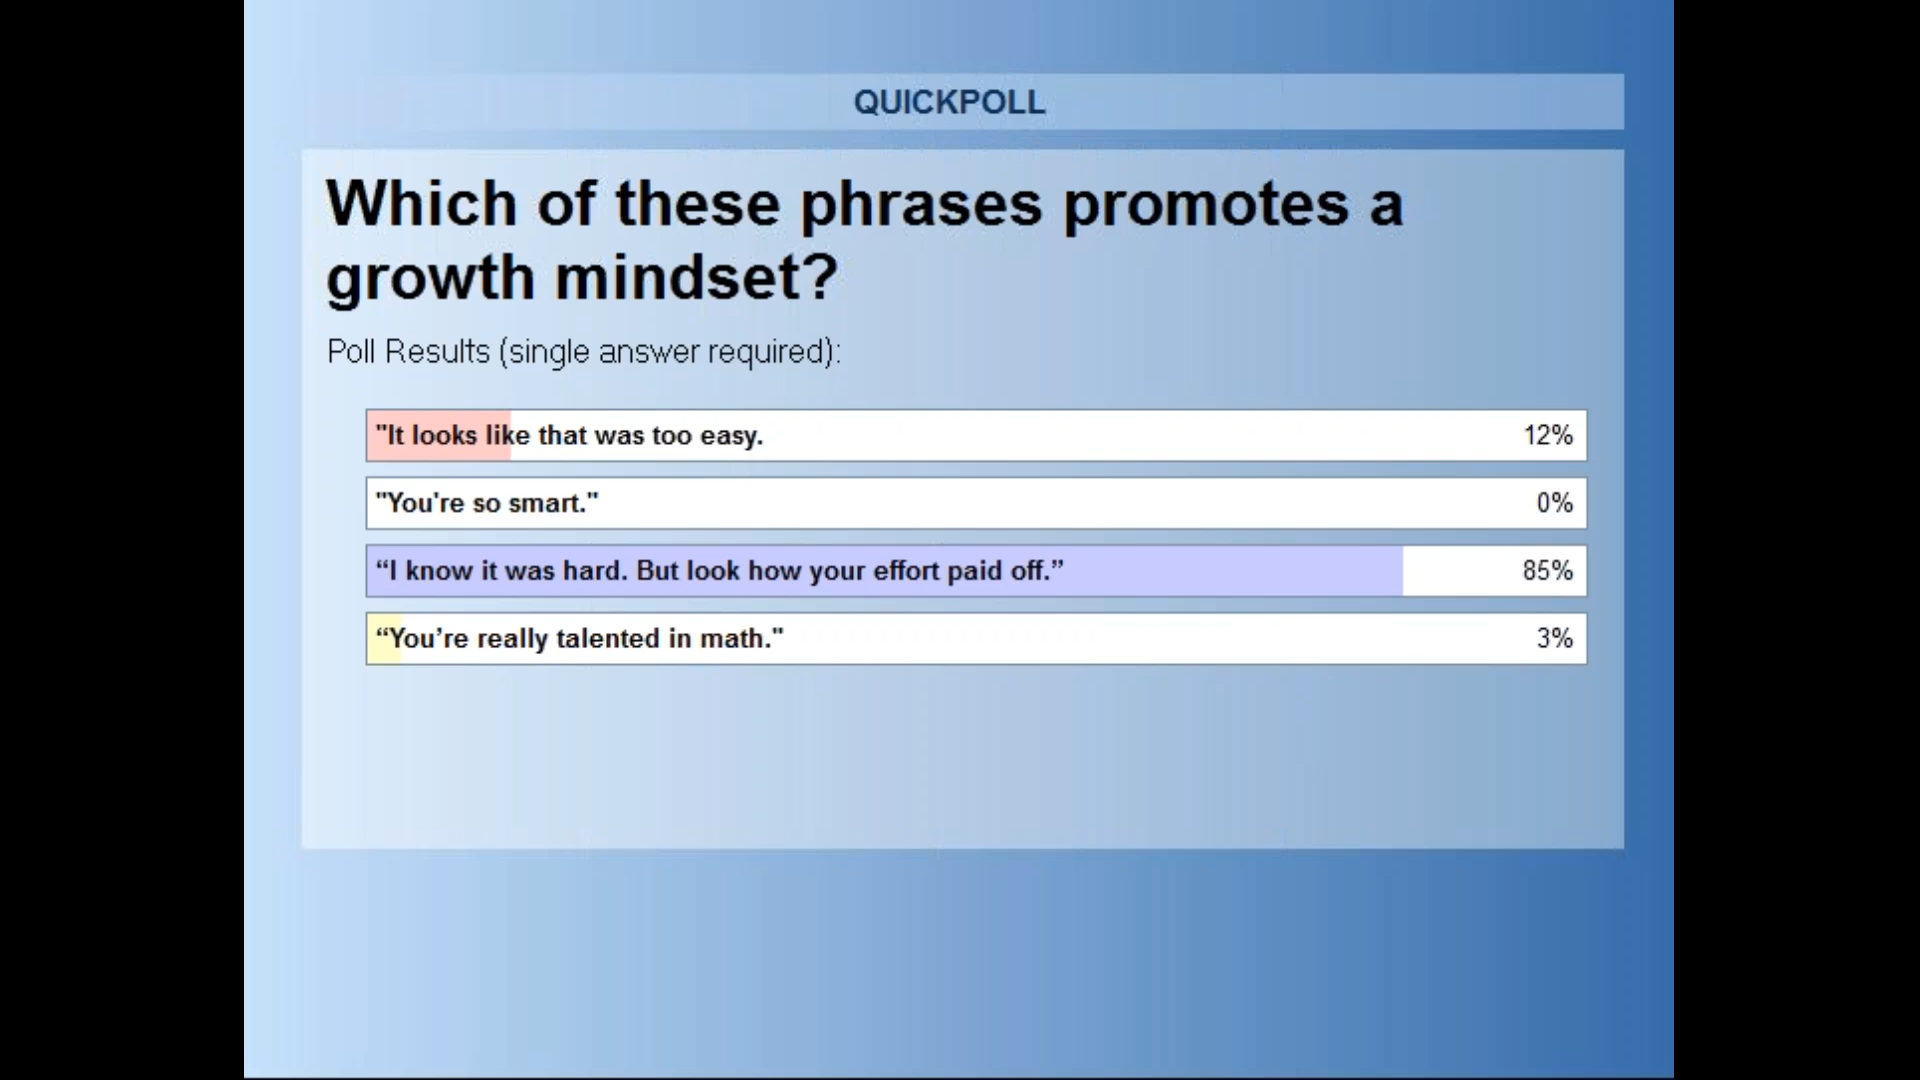 QUICKPOLL
Which of these phrases promotes a
growth mindset?
Poll Results (single answer required):
"It looks like that was too easy. 12%
"You're so smart." 0%
“I know it was hard. But look how your effort paid off.” 85%
“You’re really talented in math." 3%